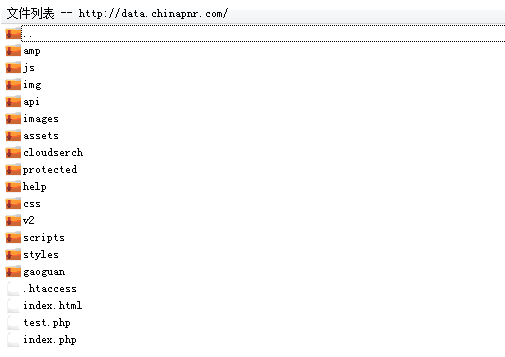 文件列表 -- http://data.chinapnr.com/
..
amp
js
img
api
images
assets
cloudserch
protected
help
css
v2
scripts
styles
gaoguan
.htaccess
index.html
test.php
index.php